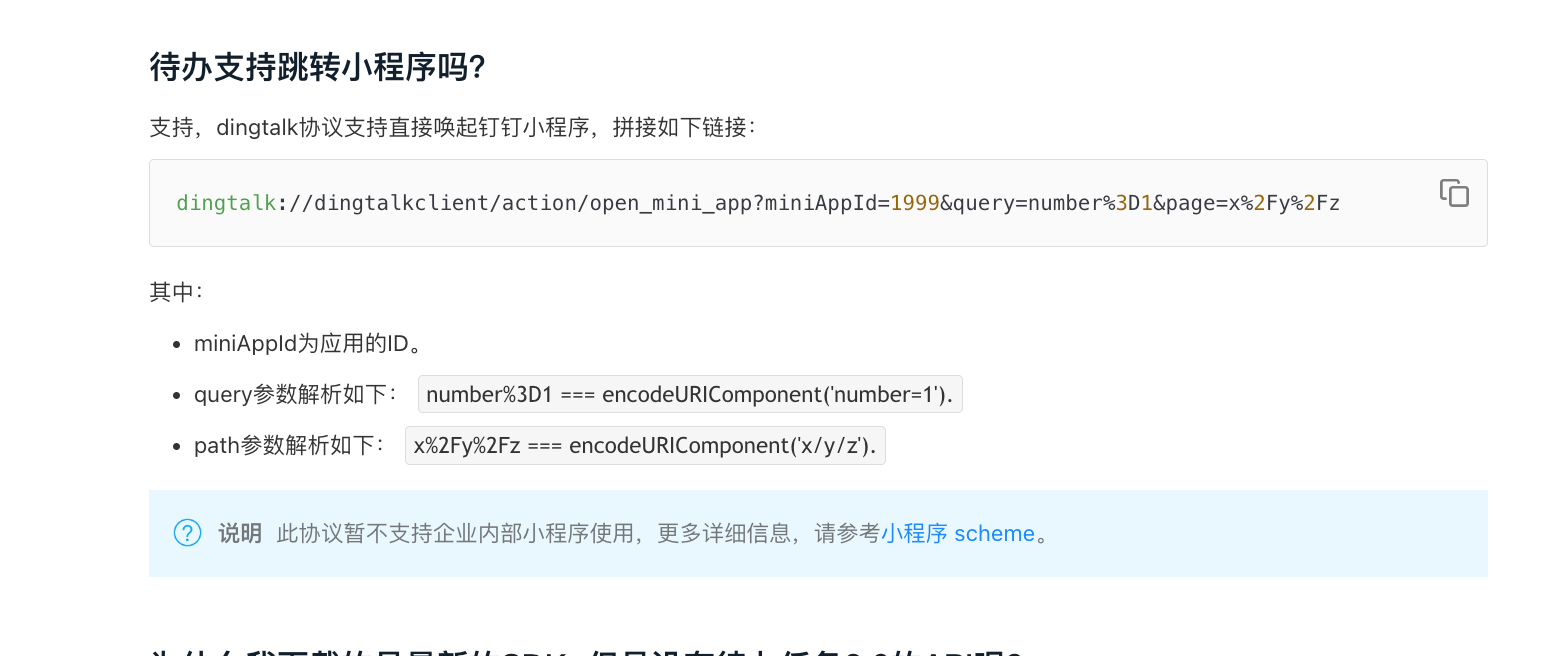 待办支持跳转小程序吗?
支持，dingtalk协议支持直接唤起钉钉小程序，拼接如下链接：
dingtalk://dingtalkclient/action/open_mini_app?miniAppId=1999&query=number%3D1&page=x%2Fy%2Fz
其中：
• miniAppId为应用的ID。
• query参数解析如下： number%3D1 === encodeURIComponent('number=1').
• path参数解析如下： x%2Fy%2Fz === encodeURIComponent('x/y/z').
说明 此协议暂不支持企业内部小程序使用，更多详细信息，请参考小程序 scheme。